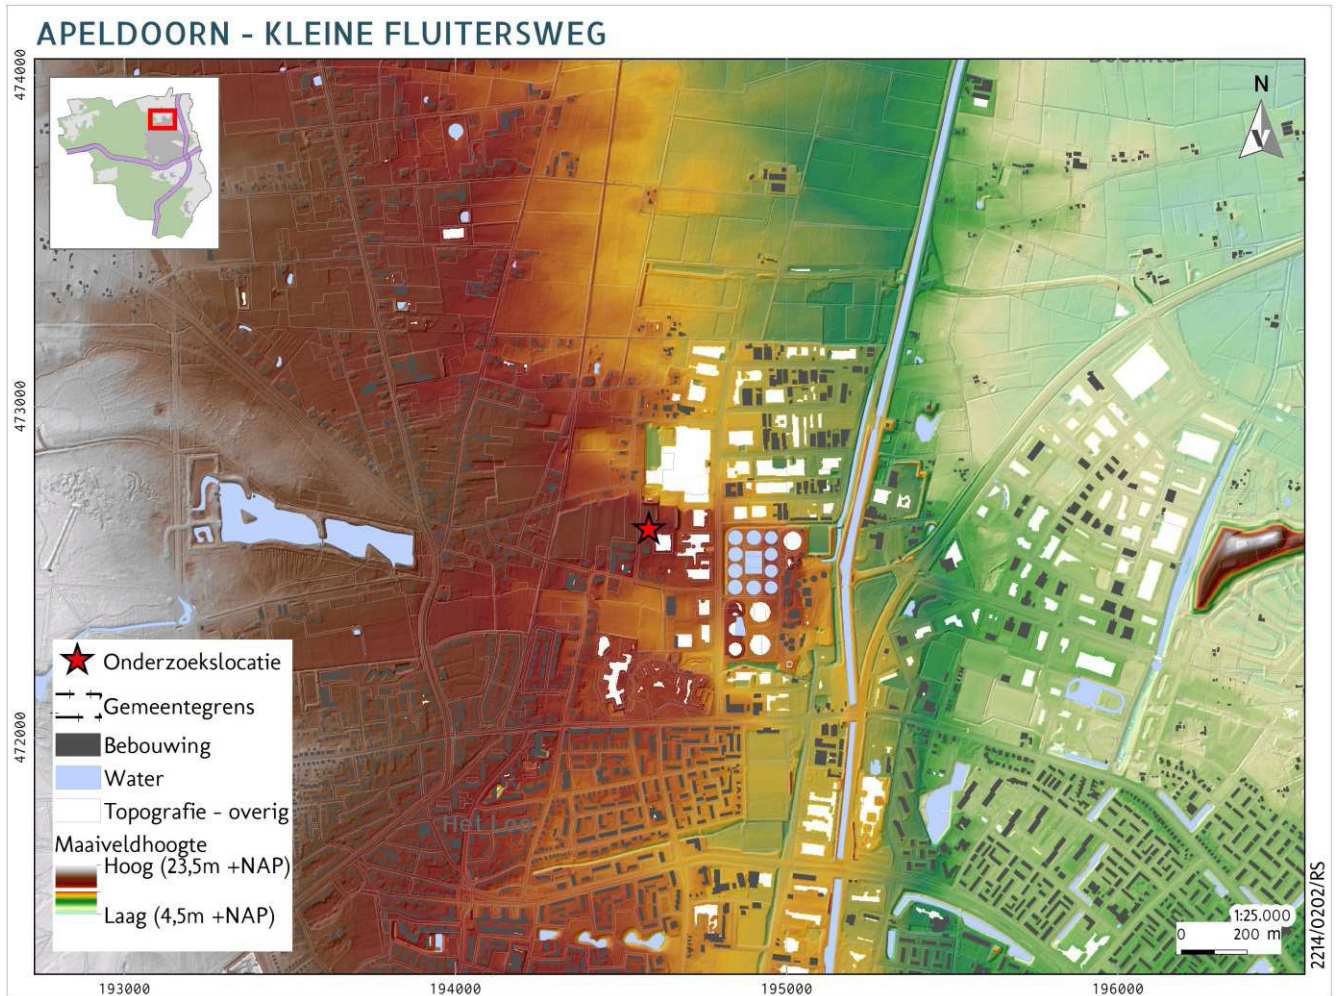 APELDOORN - KLEINE FLUITERSWEG
474000
473000
472000
N
Het Loo
Onderzoekslocatie
Gemeentegrens
Bebouwing
Water
Topografie - overig
Maaiveldhoogte
Hoog (23,5m +NAP)
Laag (4,5m +NAP)
1:25.000
0 200 m
2214/0202/RS
193000 194000 195000 196000